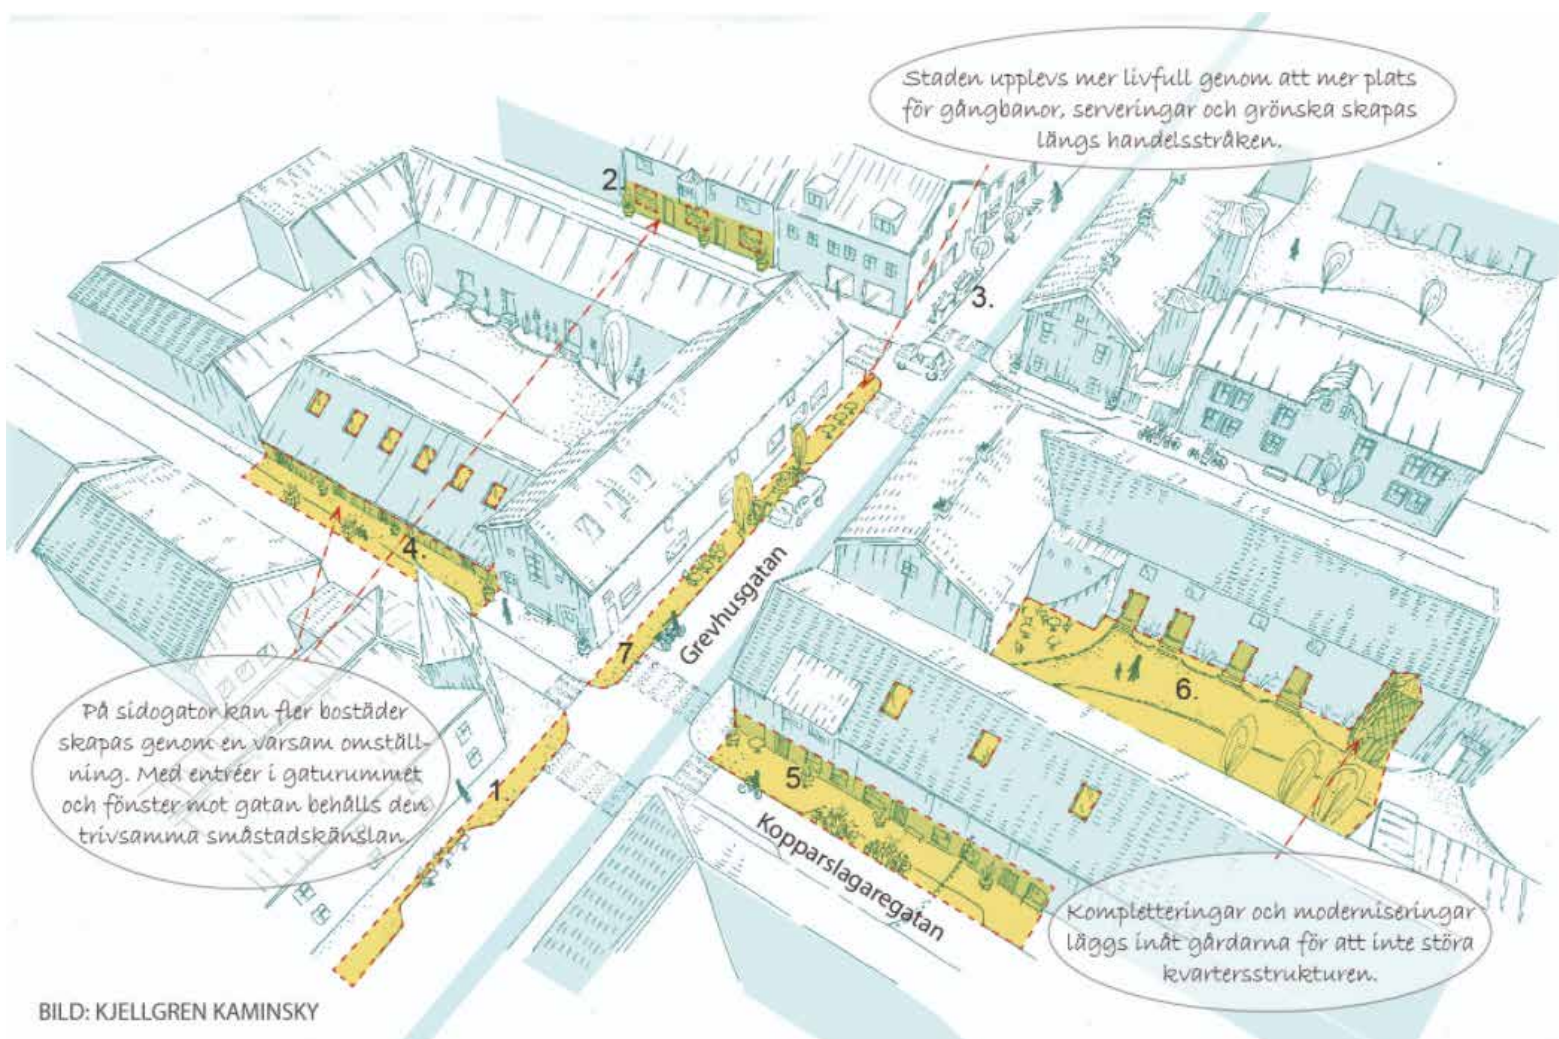 Staden upplevs mer livfull genom att mer plats
för gångbanor, serveringar och grönska skapas
längs handelsstråken.
2.
3.
4.
Grevhusgatan
7
6.
På sidogator kan fler bostäder
skapas genom en varsam omställ-
ning. Med entréer i gaturummet
och fönster mot gatan behålls den
trivsamma småstadskänslan.
1.
5
Kopparslagaregatan
Kompletteringar och moderniseringar
läggs inåt gårdarna för att inte störa
kvartersstrukturen.
BILD: KJELLGREN KAMINSKY